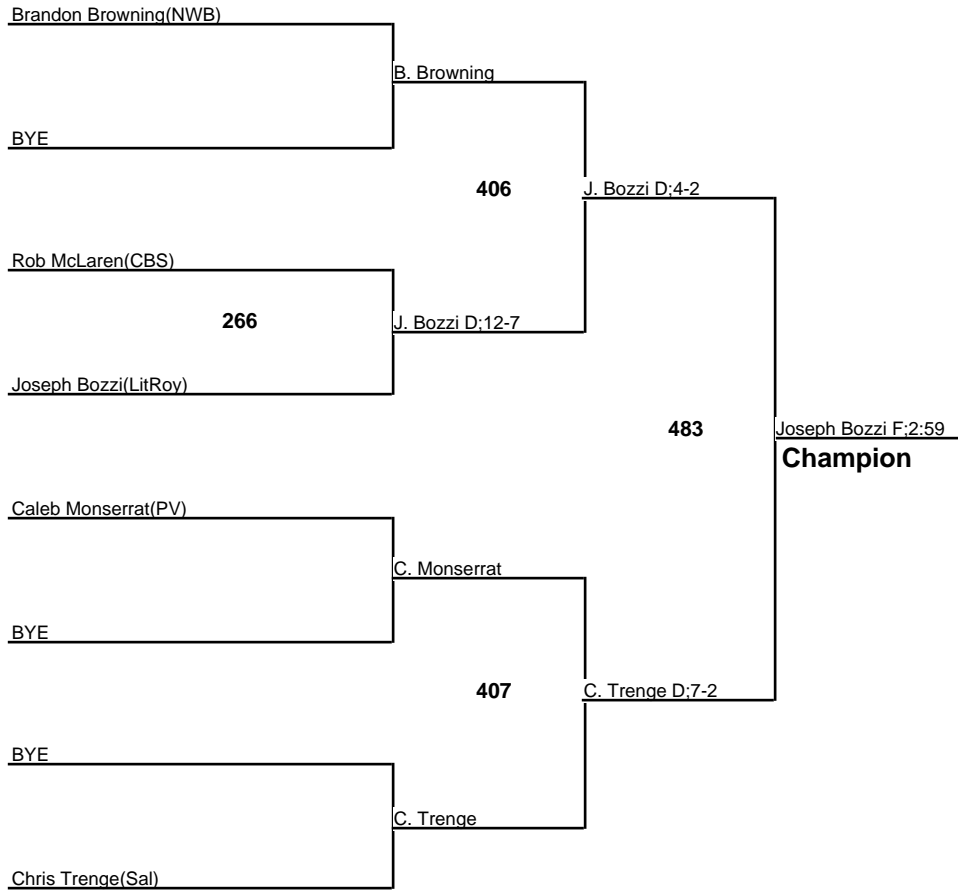 Brandon Browning(NWB)
B. Browning
BYE
406
J. Bozzi D;4-2
Rob McLaren(CBS)
266
J. Bozzi D;12-7
Joseph Bozzi(LitRoy)
483
Joseph Bozzi F;2:59
Champion
Caleb Monserrat(PV)
C. Monserrat
BYE
407
C. Trenge D;7-2
BYE
C. Trenge
Chris Trenge(Sal)